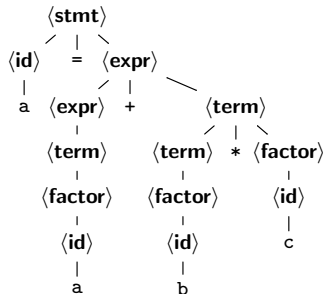 ⟨stmt⟩
⟨id⟩ = ⟨expr⟩
a ⟨expr⟩ + ⟨term⟩
⟨term⟩ ⟨term⟩ * ⟨factor⟩
⟨factor⟩ ⟨factor⟩ ⟨id⟩
⟨id⟩ ⟨id⟩ c
a b